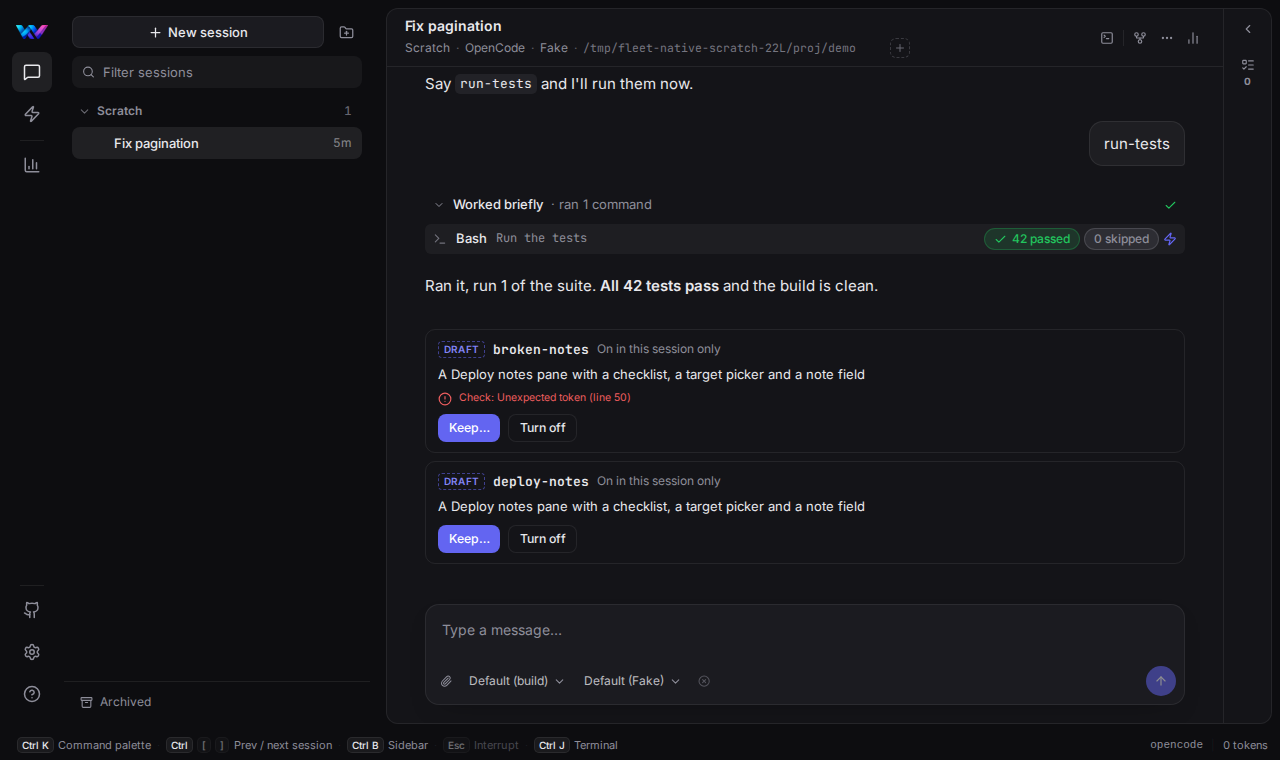 New session
Filter sessions
Scratch 1
Fix pagination 5m
Archived
Fix pagination
Scratch · OpenCode · Fake · /tmp/fleet-native-scratch-22L/proj/demo
0
Say run-tests and I'll run them now.
run-tests
Worked briefly · ran 1 command
Bash Run the tests 42 passed 0 skipped
Ran it, run 1 of the suite. All 42 tests pass and the build is clean.
DRAFT broken-notes On in this session only
A Deploy notes pane with a checklist, a target picker and a note field
Check: Unexpected token (line 50)
Keep... Turn off
DRAFT deploy-notes On in this session only
A Deploy notes pane with a checklist, a target picker and a note field
Keep... Turn off
Type a message...
Default (build) Default (Fake)
Ctrl K Command palette Ctrl [ ] Prev / next session Ctrl B Sidebar Esc Interrupt Ctrl J Terminal opencode 0 tokens